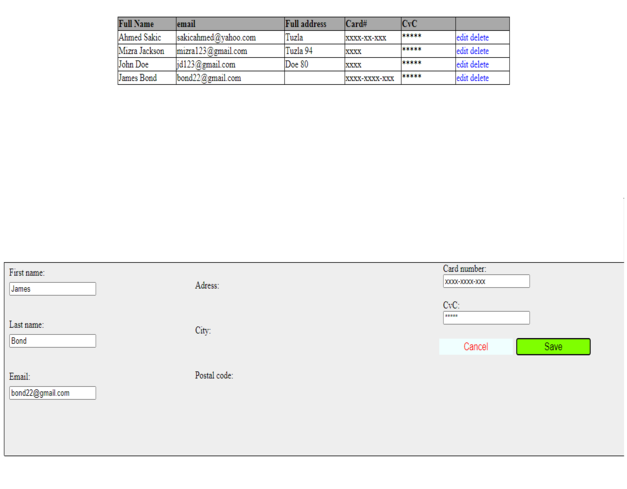 Full Name email Full address Card# CvC
Ahmed Sakic sakicahmed@yahoo.com Tuzla xxxx-xx-xxx ***** edit delete
Mizra Jackson mizra123@gmail.com Tuzla 94 xxxx ***** edit delete
John Doe jd123@gmail.com Doe 80 xxxx ***** edit delete
James Bond bond22@gmail.com xxxx-xxxx-xxx ***** edit delete
First name:
James
Last name:
Bond
Email:
bond22@gmail.com
Adress:
City:
Postal code:
Card number:
xxxx-xxxx-xxx
CvC:
*****
Cancel Save